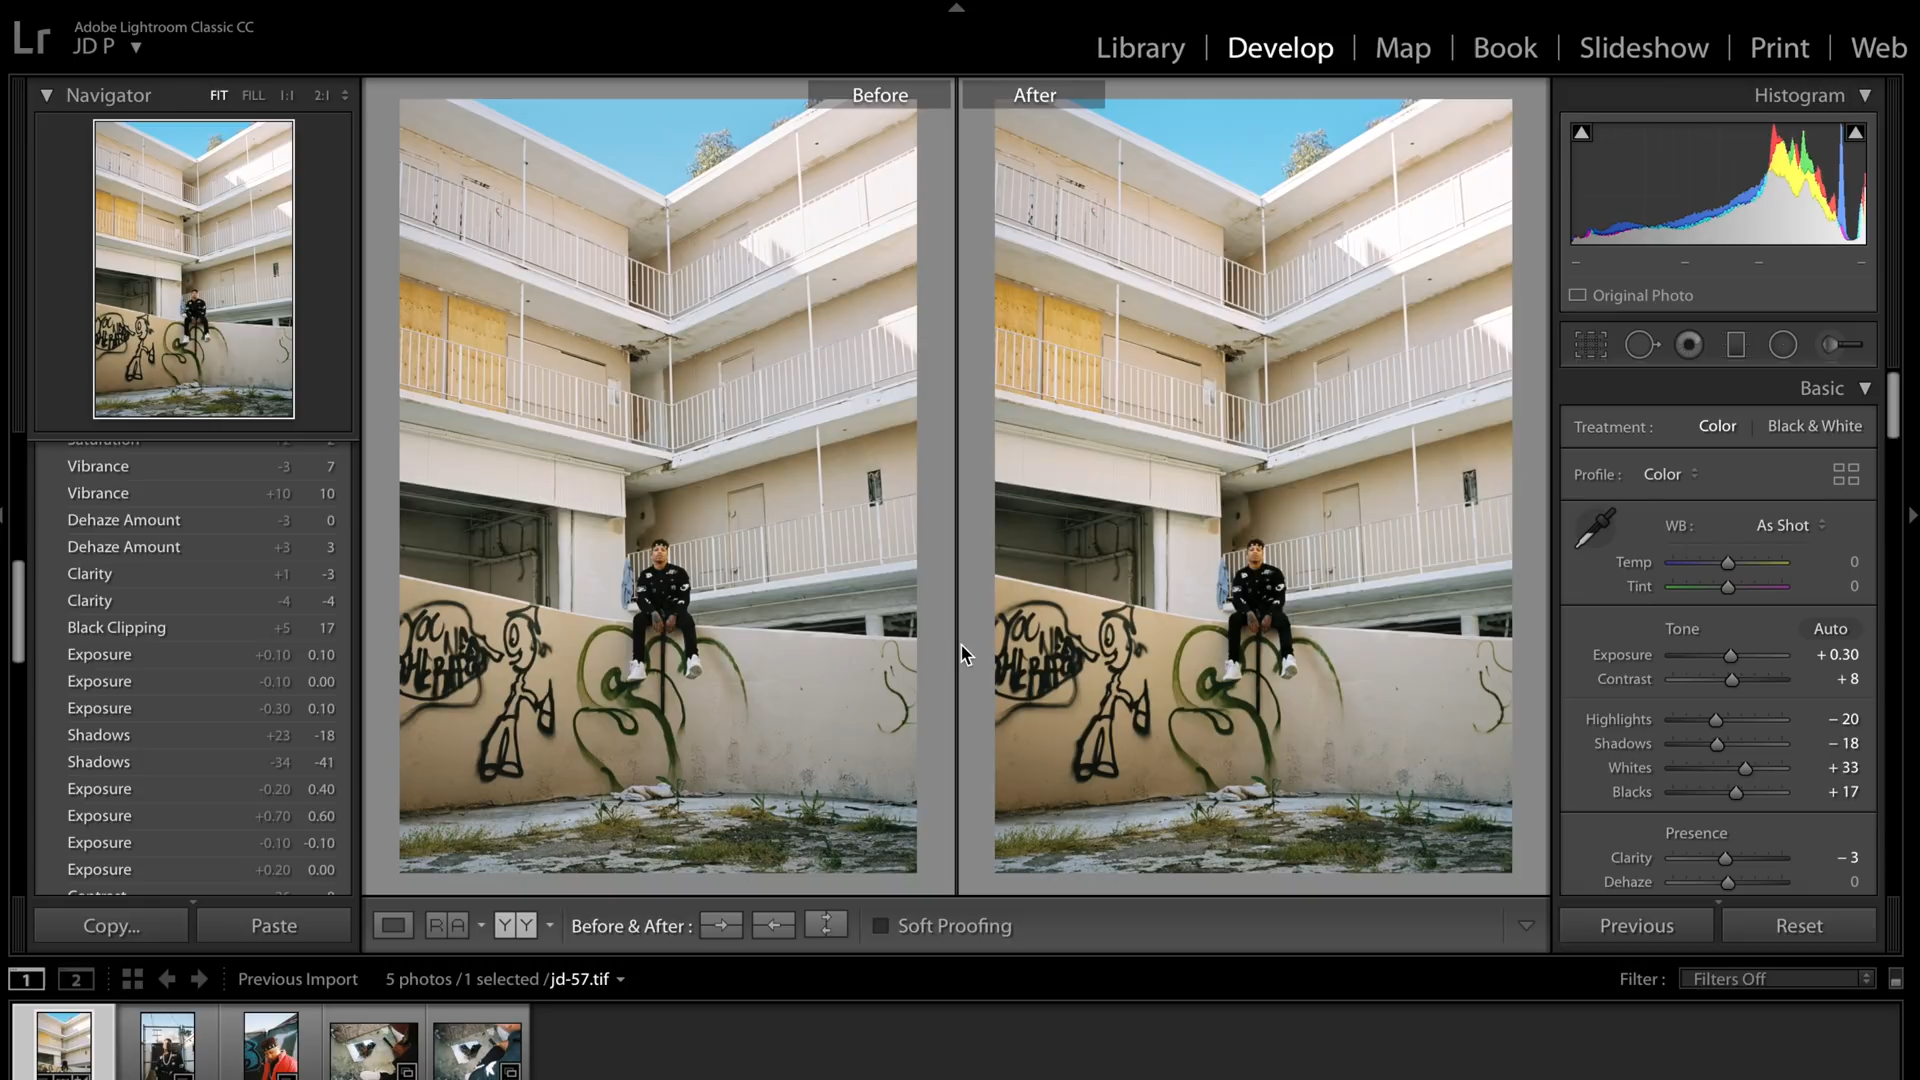 Lr
Adobe Lightroom Classic CC
JD P
Library | Develop | Map | Book | Slideshow | Print | Web
Navigator FIT FILL 1:1 2:1
Before
After
Histogram
Original Photo
Basic
Treatment : Color Black & White
Profile : Color
WB : As Shot
Temp 0
Tint 0
Tone Auto
Exposure + 0.30
Contrast + 8
Highlights – 20
Shadows – 18
Whites + 33
Blacks + 17
Presence
Clarity – 3
Dehaze 0
Vibrance -3 7
Vibrance +10 10
Dehaze Amount -3 0
Dehaze Amount +3 3
Clarity +1 -3
Clarity -4 -4
Black Clipping +5 17
Exposure +0.10 0.10
Exposure -0.10 0.00
Exposure -0.30 0.10
Shadows +23 -18
Shadows -34 -41
Exposure -0.20 0.40
Exposure +0.70 0.60
Exposure -0.10 -0.10
Exposure +0.20 0.00
YOU
Copy... Paste
R A Y Y Before & After : Soft Proofing
Previous Reset
1 2 Previous Import 5 photos / 1 selected / jd-57.tif
Filter : Filters Off